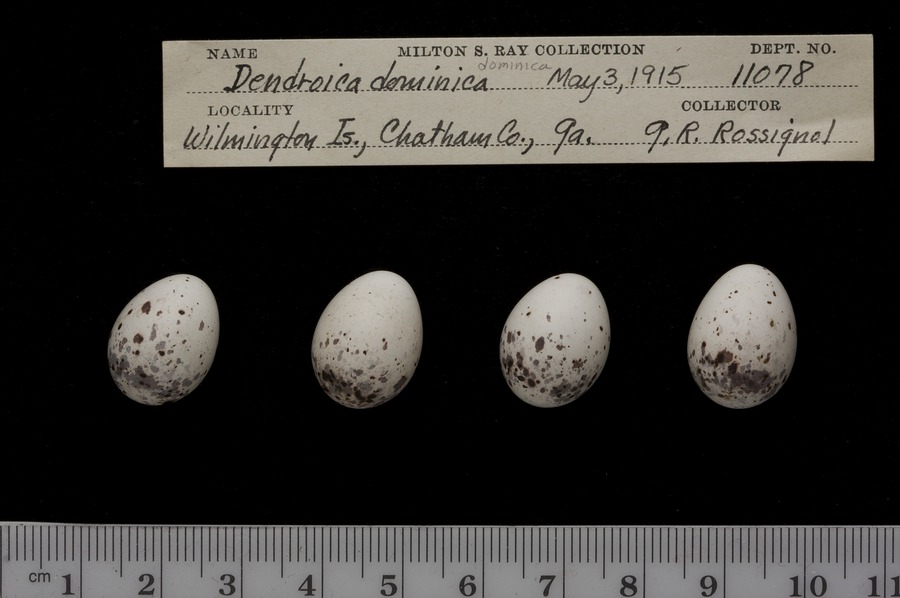 NAME MILTON S. RAY COLLECTION DEPT. NO.
dominica
Dendroica dominica May 3, 1915 11078
LOCALITY COLLECTOR
Wilmington Is., Chatham Co., Ga. G. R. Rossignol
cm 1 2 3 4 5 6 7 8 9 10 11